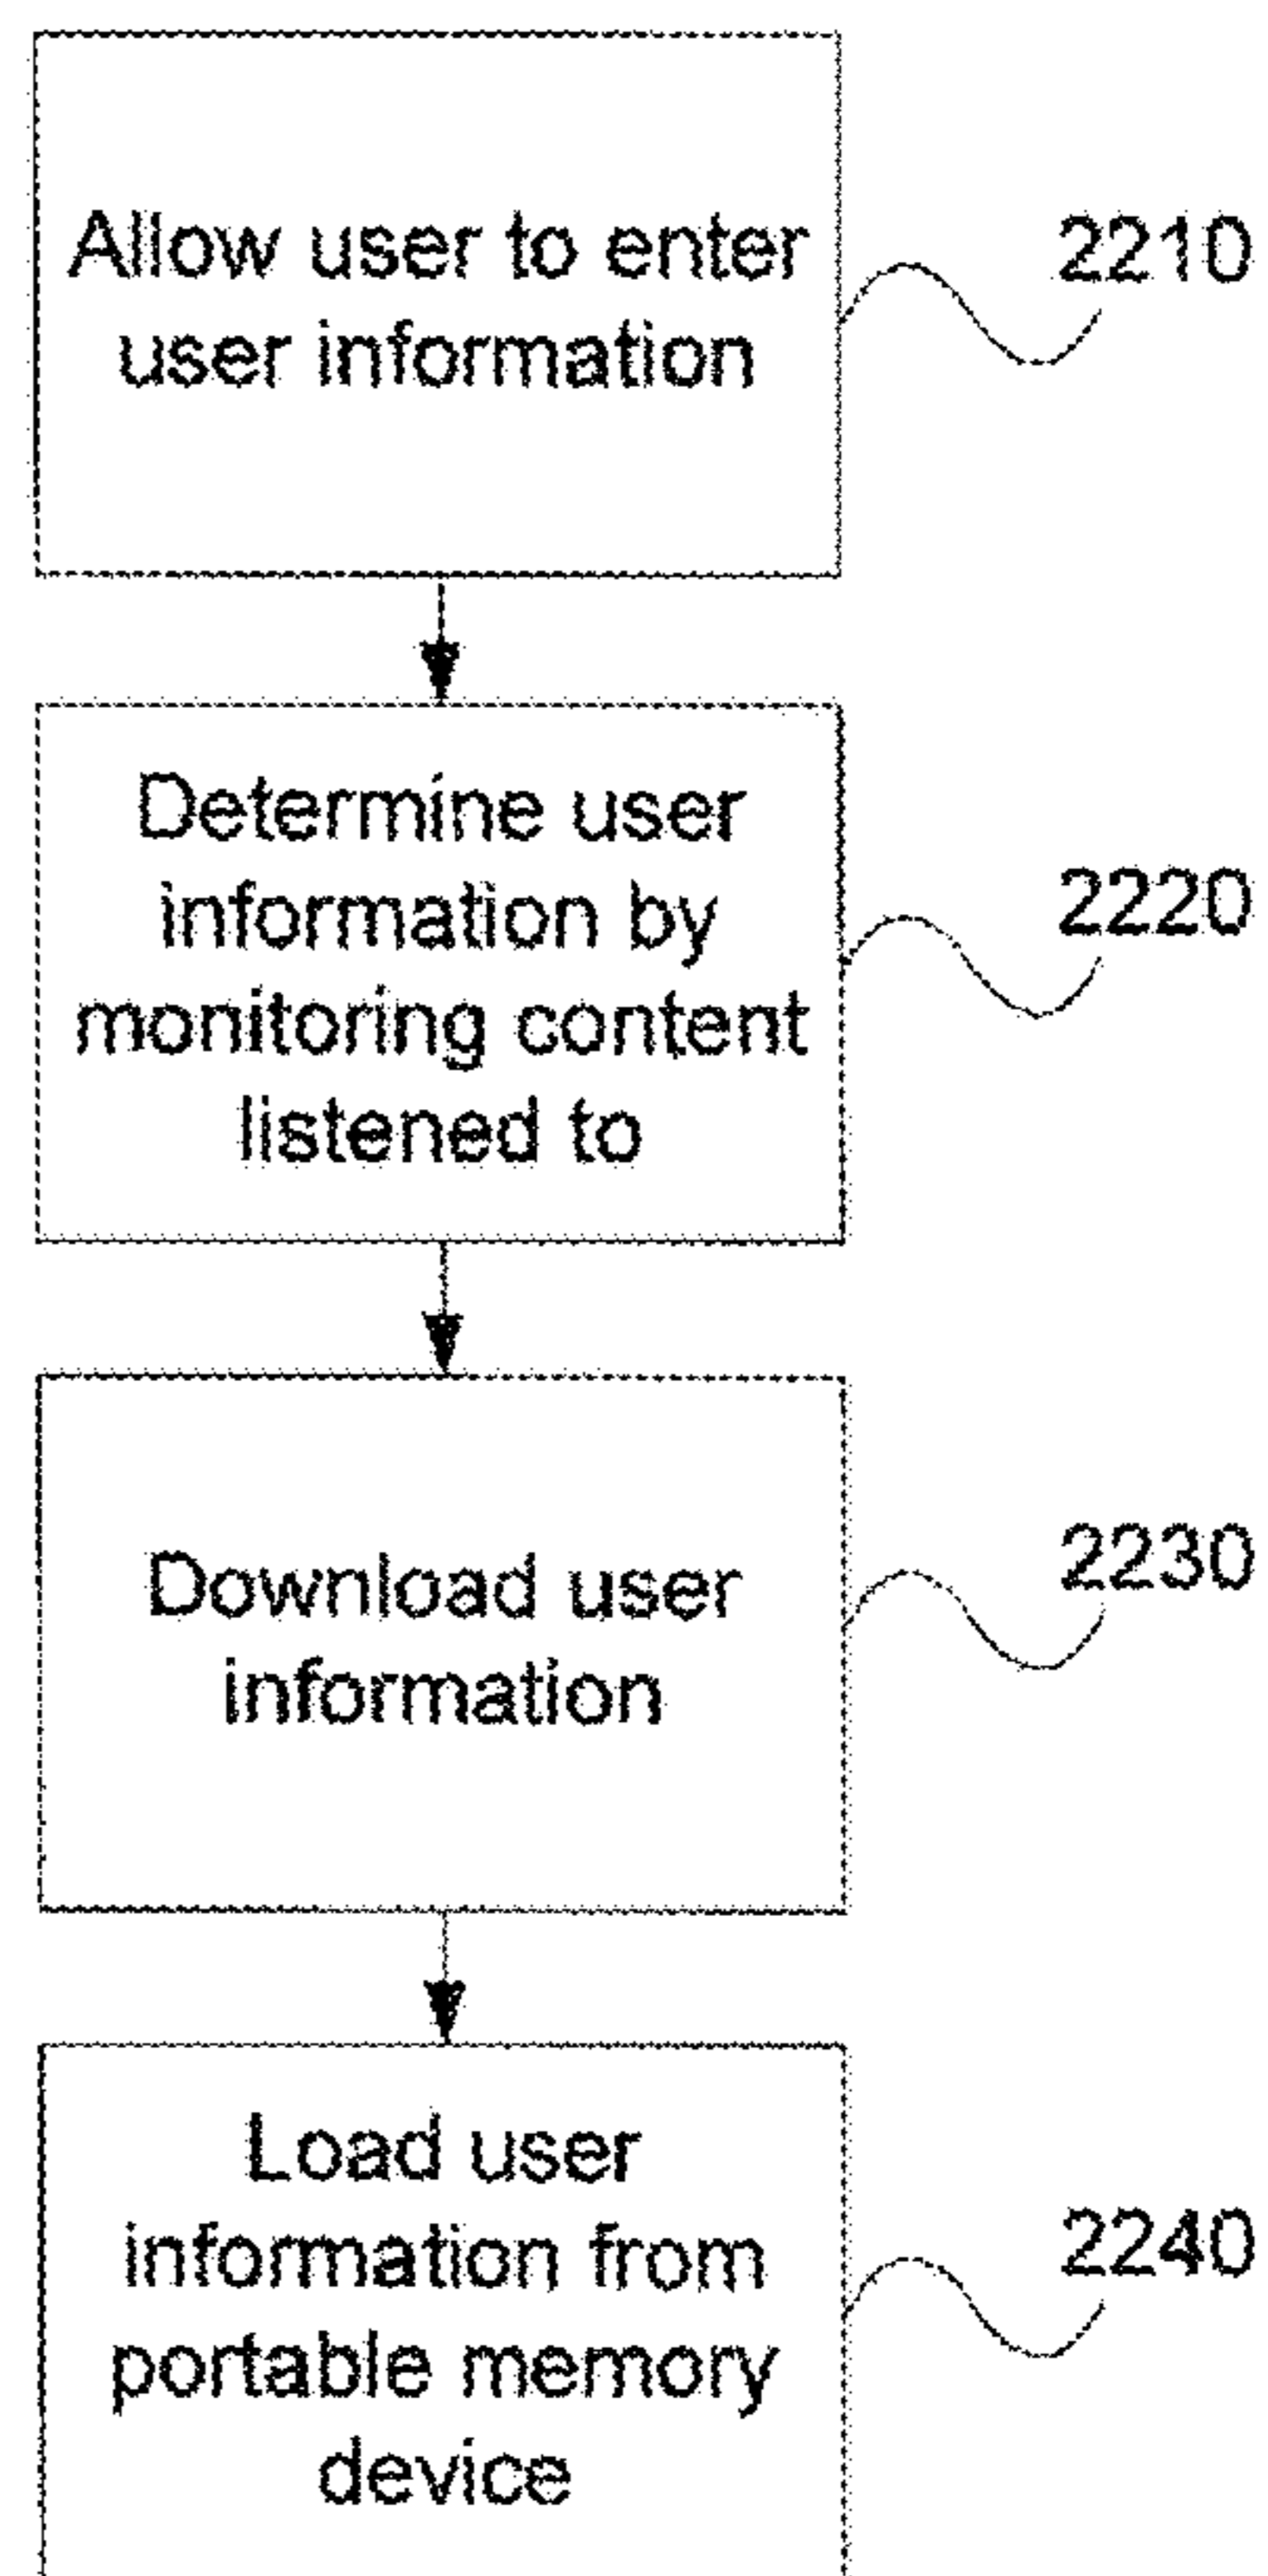 Allow user to enter
user information
2210
Determine user
information by
monitoring content
listened to
2220
Download user
information
2230
Load user
information from
portable memory
device
2240